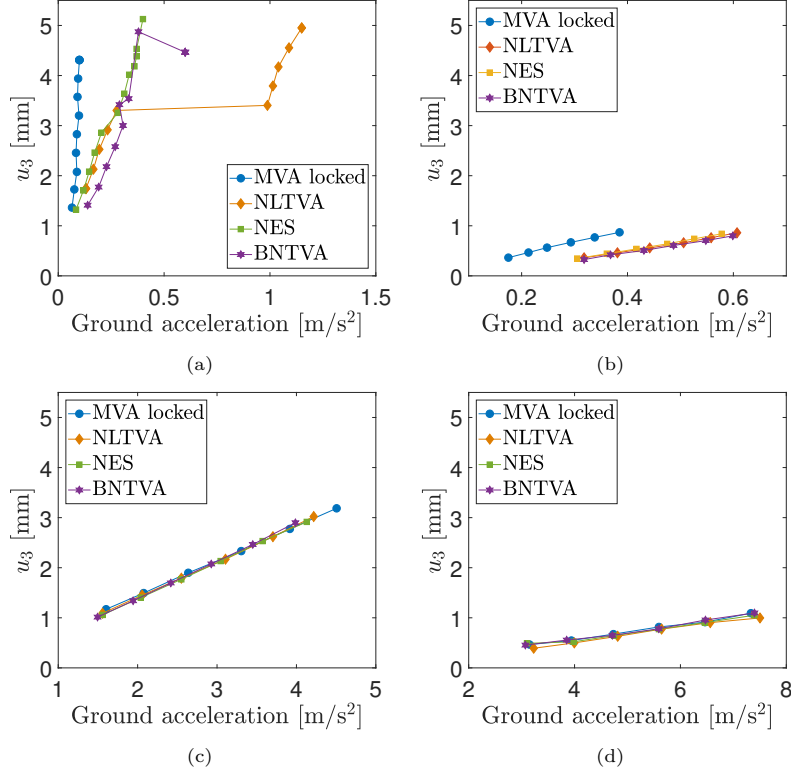 5
4
3
2
1
0
u₃ [mm]
MVA locked
NLTVA
NES
BNTVA
0 0.5 1 1.5
Ground acceleration [m/s²]
(a)
5
4
3
2
1
0
u₃ [mm]
MVA locked
NLTVA
NES
BNTVA
0.2 0.4 0.6
Ground acceleration [m/s²]
(b)
5
4
3
2
1
0
u₃ [mm]
MVA locked
NLTVA
NES
BNTVA
1 2 3 4 5
Ground acceleration [m/s²]
(c)
5
4
3
2
1
0
u₃ [mm]
MVA locked
NLTVA
NES
BNTVA
2 4 6 8
Ground acceleration [m/s²]
(d)